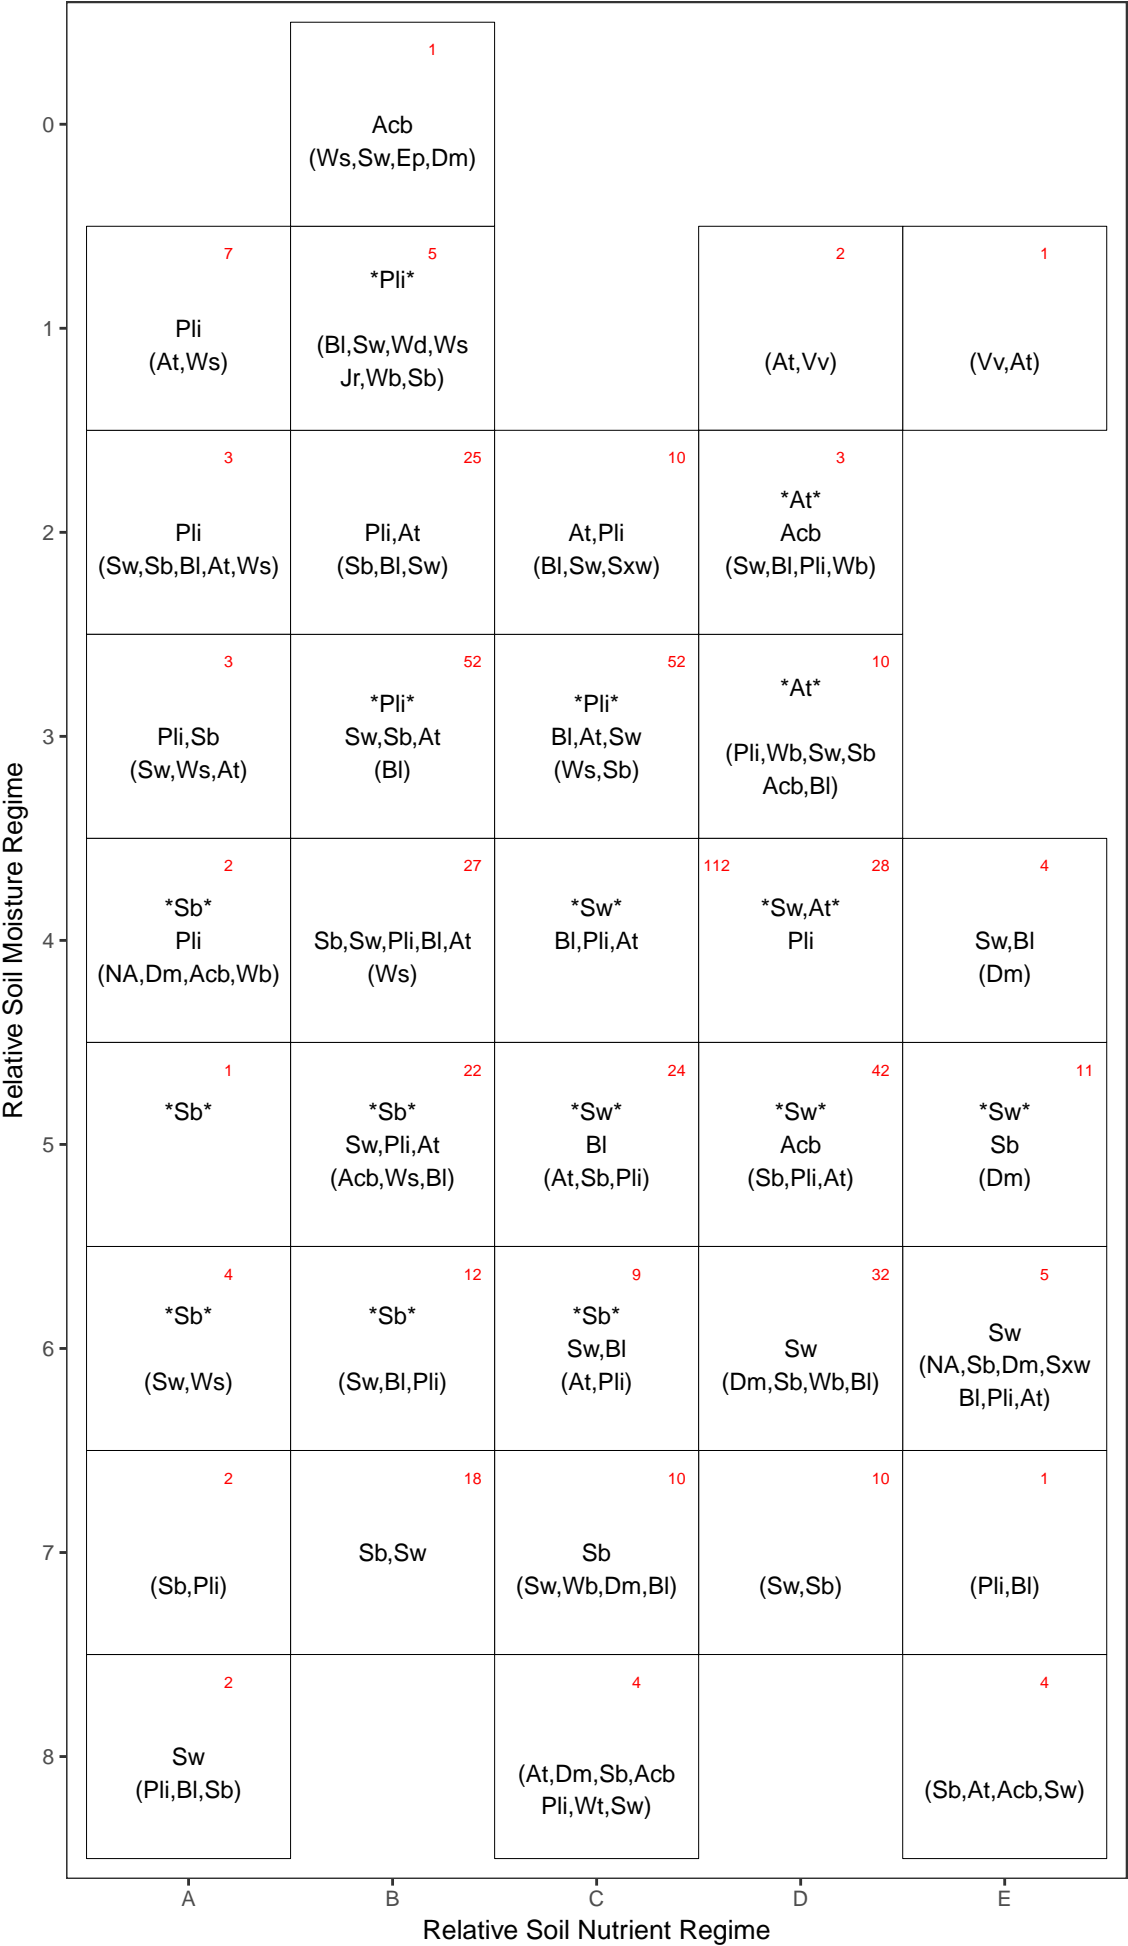 1
0
Acb
(Ws,Sw,Ep,Dm)
7
5
2
1
*Pli*
1
Pli
(At,Ws)
(Bl,Sw,Wd,Ws
Jr,Wb,Sb)
(At,Vv)
(Vv,At)
3
25
10
3
*At*
2
Pli
Pli,At
At,Pli
Acb
(Sw,Sb,Bl,At,Ws)
(Sb,Bl,Sw)
(Bl,Sw,Sxw)
(Sw,Bl,Pli,Wb)
3
52
52
10
*Pli*
*Pli*
*At*
3
Pli,Sb
Sw,Sb,At
Bl,At,Sw
(Sw,Ws,At)
(Bl)
(Ws,Sb)
(Pli,Wb,Sw,Sb
Acb,Bl)
2
27
112
28
4
*Sb*
*Sw*
*Sw,At*
4
Pli
Sb,Sw,Pli,Bl,At
Bl,Pli,At
Pli
Sw,Bl
(NA,Dm,Acb,Wb)
(Ws)
(Dm)
1
22
24
42
11
*Sb*
*Sb*
*Sw*
*Sw*
*Sw*
5
Sw,Pli,At
Bl
Acb
Sb
(Acb,Ws,Bl)
(At,Sb,Pli)
(Sb,Pli,At)
(Dm)
4
12
9
32
5
*Sb*
*Sb*
*Sb*
6
Sw,Bl
Sw
Sw
(Sw,Ws)
(Sw,Bl,Pli)
(At,Pli)
(Dm,Sb,Wb,Bl)
(NA,Sb,Dm,Sxw
Bl,Pli,At)
2
18
10
10
1
7
Sb,Sw
Sb
(Sb,Pli)
(Sw,Wb,Dm,Bl)
(Sw,Sb)
(Pli,Bl)
2
4
4
8
Sw
(Pli,Bl,Sb)
(At,Dm,Sb,Acb
Pli,Wt,Sw)
(Sb,At,Acb,Sw)
A
B
C
D
E
Relative Soil Nutrient Regime
Relative Soil Moisture Regime